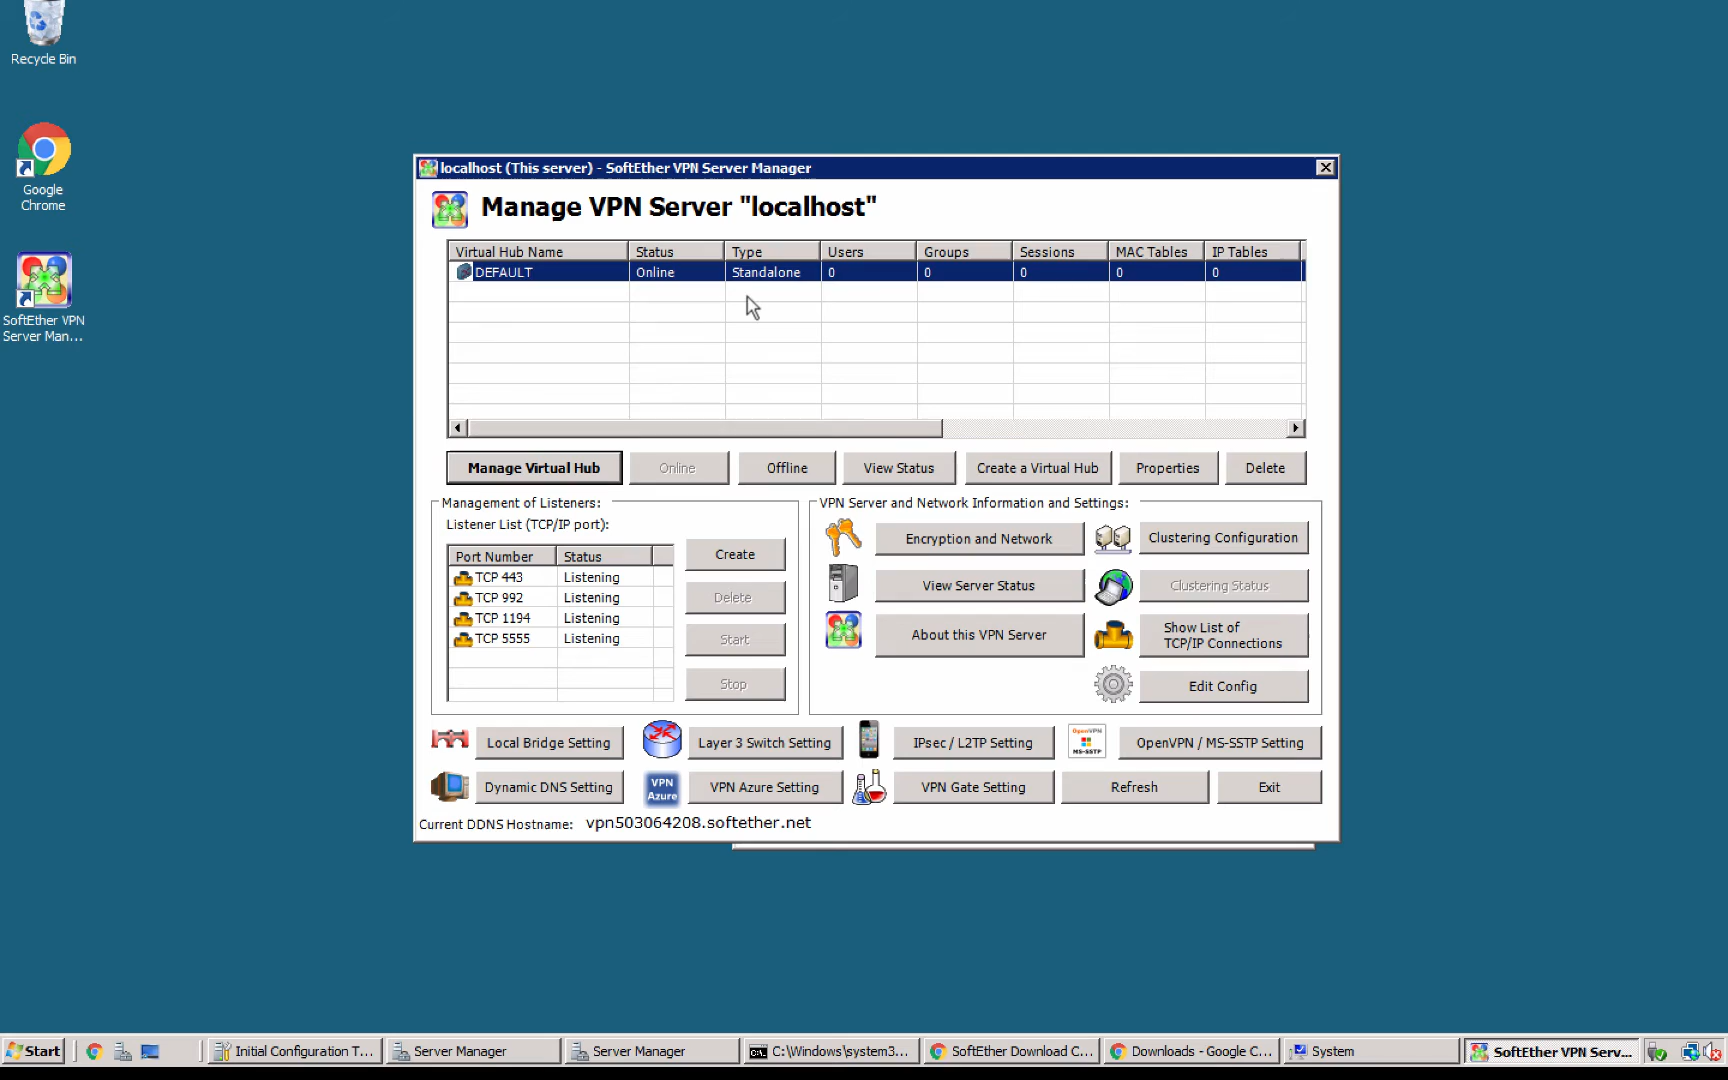 Recycle Bin
Google
Chrome
SoftEther VPN
Server Man...
localhost (This server) - SoftEther VPN Server Manager
Manage VPN Server "localhost"
Virtual Hub Name Status Type Users Groups Sessions MAC Tables IP Tables
DEFAULT Online Standalone 0 0 0 0 0
Manage Virtual Hub Online Offline View Status Create a Virtual Hub Properties Delete
Management of Listeners:
Listener List (TCP/IP port):
Port Number Status
TCP 443 Listening
TCP 992 Listening
TCP 1194 Listening
TCP 5555 Listening
Create
Delete
Start
Stop
VPN Server and Network Information and Settings:
Encryption and Network Clustering Configuration
View Server Status Clustering Status
About this VPN Server Show List of
TCP/IP Connections
Edit Config
Local Bridge Setting Layer 3 Switch Setting IPsec / L2TP Setting OpenVPN MS-SSTP OpenVPN / MS-SSTP Setting
Dynamic DNS Setting VPN Azure VPN Azure Setting VPN Gate Setting Refresh Exit
Current DDNS Hostname: vpn503064208.softether.net
Start Initial Configuration T... Server Manager Server Manager C:\Windows\system3... SoftEther Download C... Downloads - Google C... System SoftEther VPN Serv...